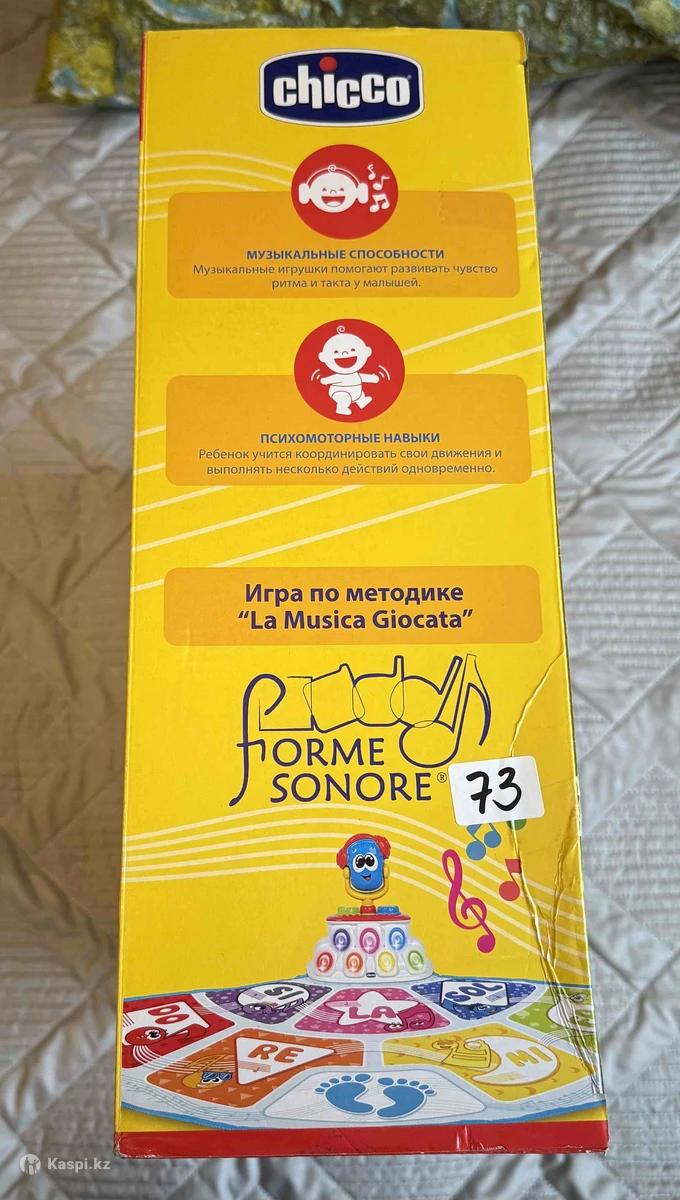 chicco
МУЗЫКАЛЬНЫЕ СПОСОБНОСТИ
Музыкальные игрушки помогают развивать чувство
ритма и такта у малышей.
ПСИХОМОТОРНЫЕ НАВЫКИ
Ребенок учится координировать свои движения и
выполнять несколько действий одновременно.
Игра по методике
“La Musica Giocata”
FORME
SONORE®
73
DO
SI
LA
SOL
RE
MI
Kaspi.kz